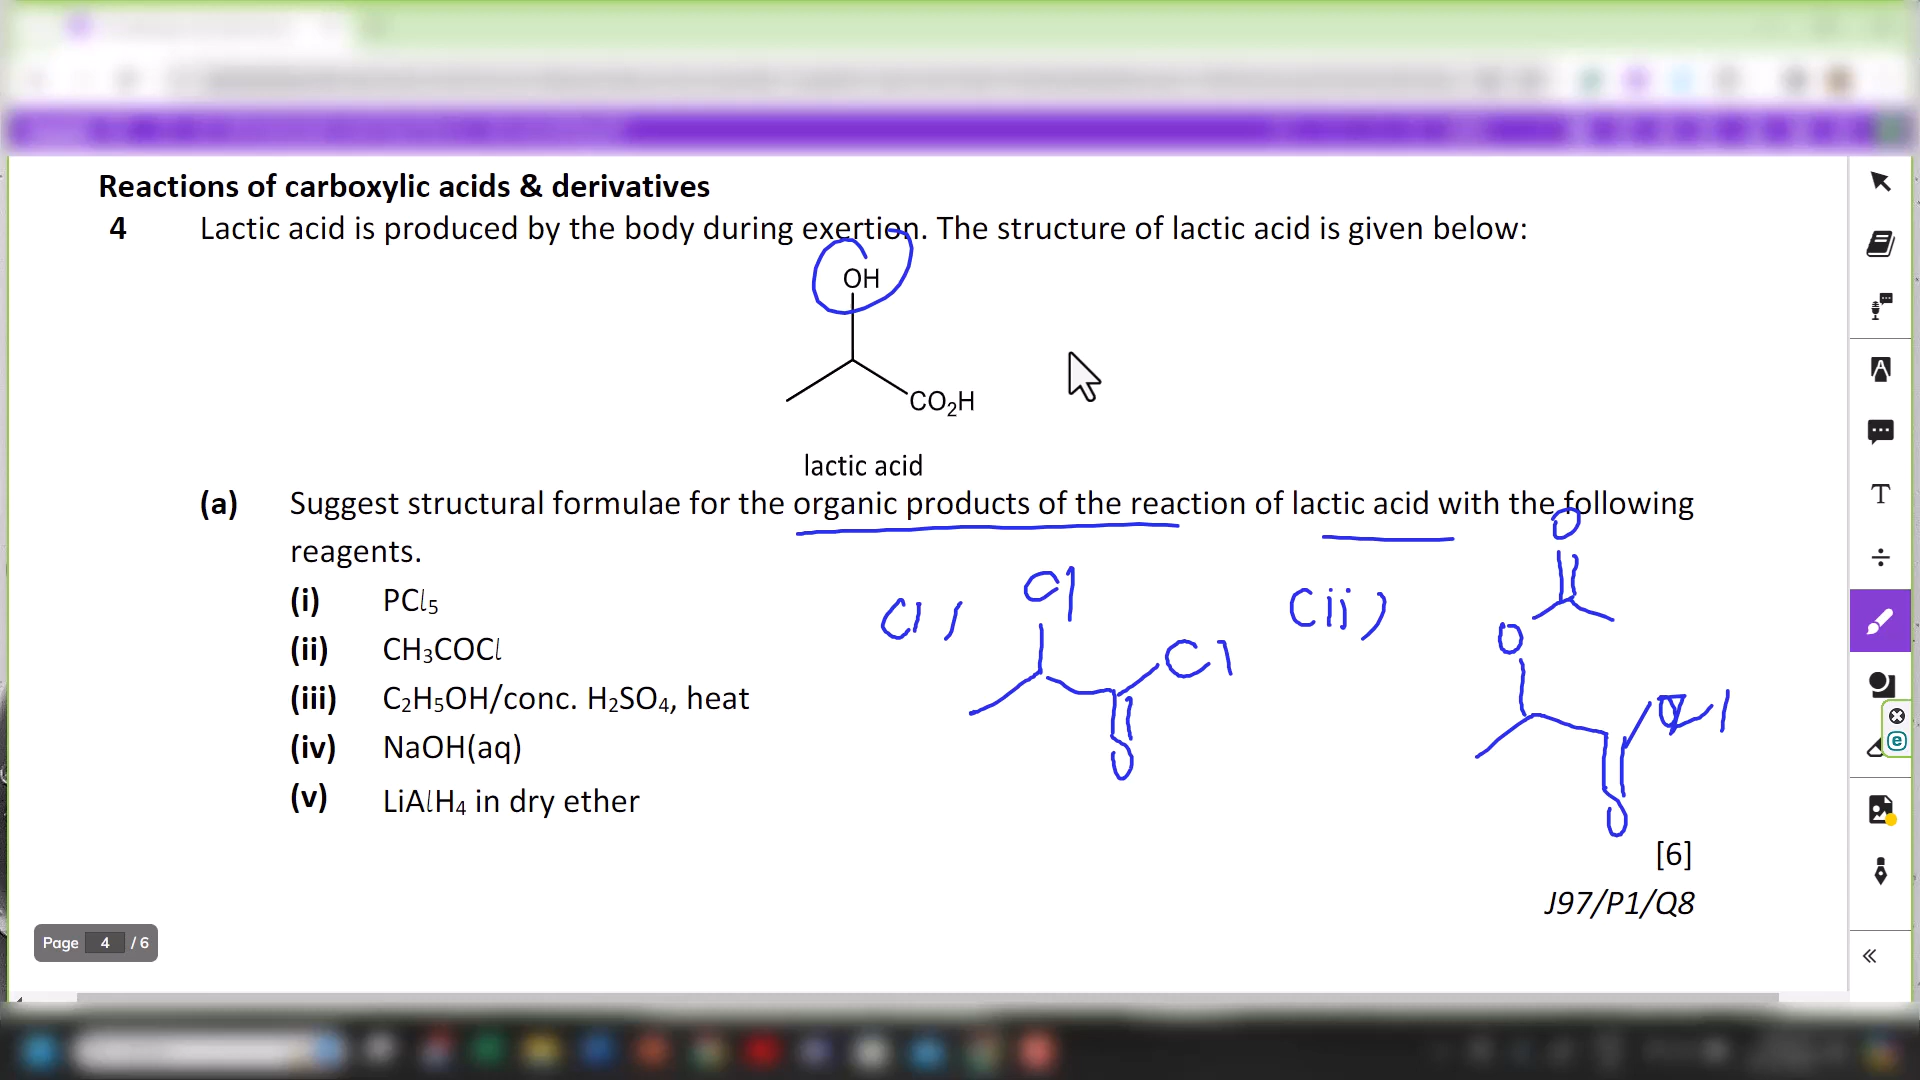 Reactions of carboxylic acids & derivatives
4 Lactic acid is produced by the body during exertion. The structure of lactic acid is given below:
OH
CO₂H
lactic acid
(a) Suggest structural formulae for the organic products of the reaction of lactic acid with the following
reagents.
(i) PCl₅
(ii) CH₃COCl
(iii) C₂H₅OH/conc. H₂SO₄, heat
(iv) NaOH(aq)
(v) LiAlH₄ in dry ether
(i)
Cl
Cl
O
(ii)
O
O
O
[6]
J97/P1/Q8
Page 4 / 6